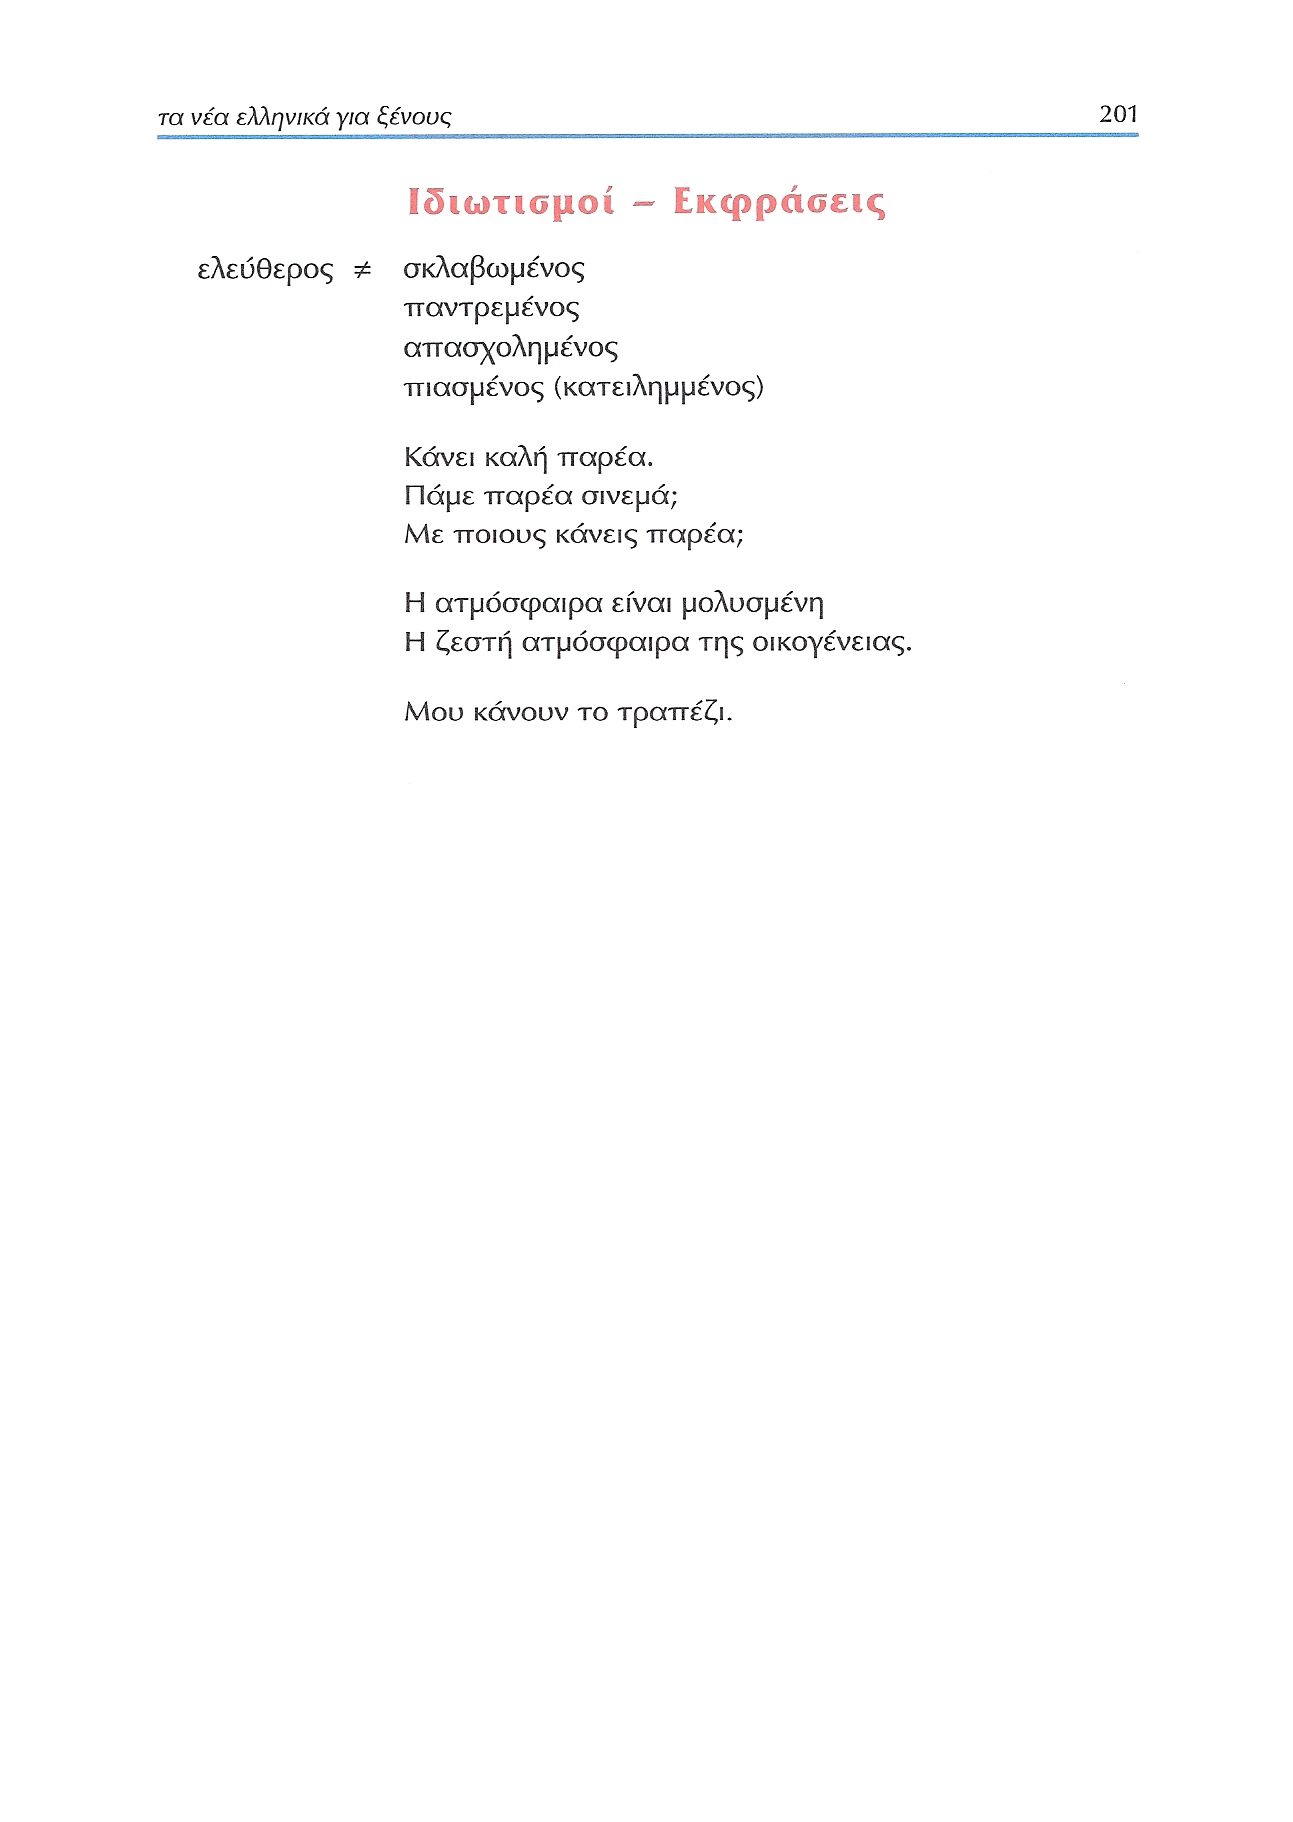 τα νέα ελληνικά για ξένους 201
Ιδιωτισμοί – Εκφράσεις
ελεύθερος ≠ σκλαβωμένος
παντρεμένος
απασχολημένος
πιασμένος (κατειλημμένος)
Κάνει καλή παρέα.
Πάμε παρέα σινεμά;
Με ποιους κάνεις παρέα;
Η ατμόσφαιρα είναι μολυσμένη
Η ζεστή ατμόσφαιρα της οικογένειας.
Μου κάνουν το τραπέζι.